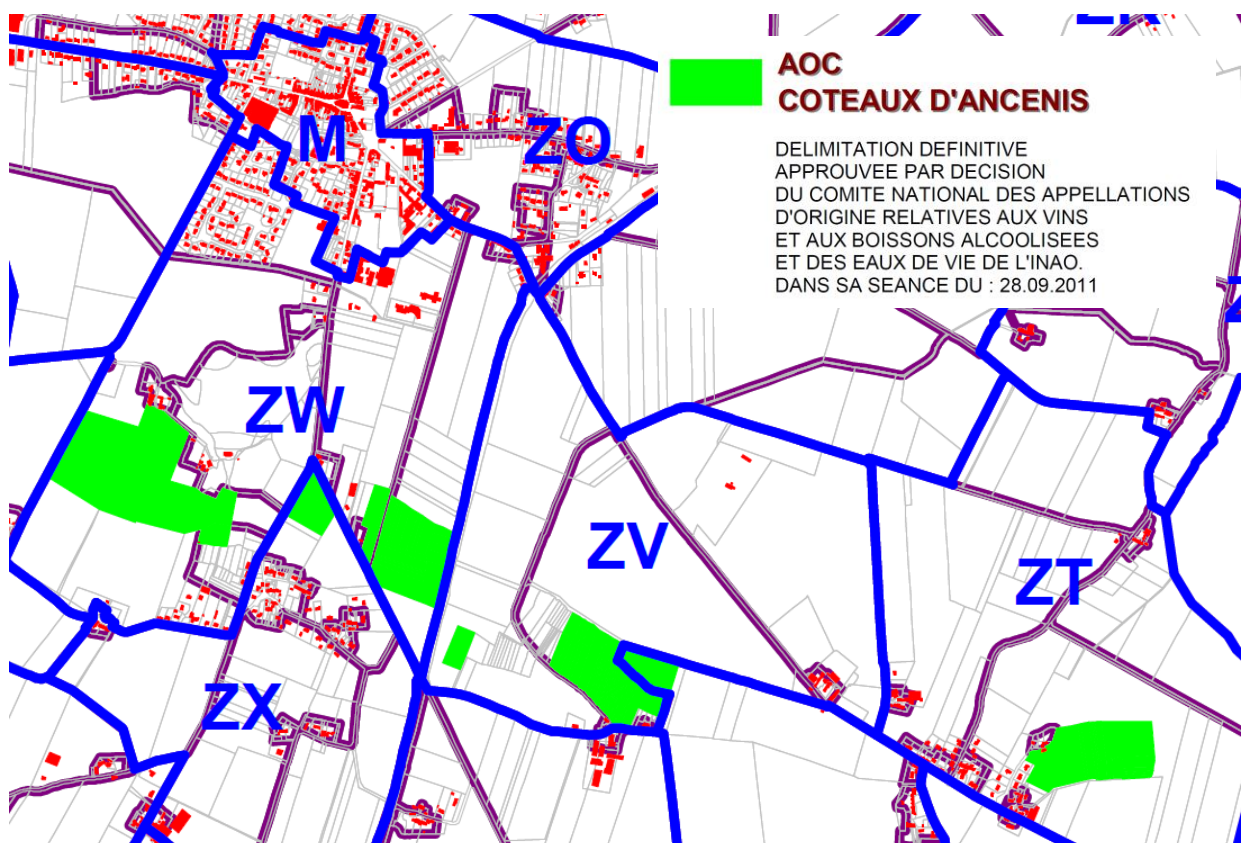 AOC
COTEAUX D'ANCENIS
DELIMITATION DEFINITIVE
APPROUVEE PAR DECISION
DU COMITE NATIONAL DES APPELLATIONS
D'ORIGINE RELATIVES AUX VINS
ET AUX BOISSONS ALCOOLISEES
ET DES EAUX DE VIE DE L'INAO.
DANS SA SEANCE DU : 28.09.2011
M
ZO
ZW
ZV
ZT
ZX